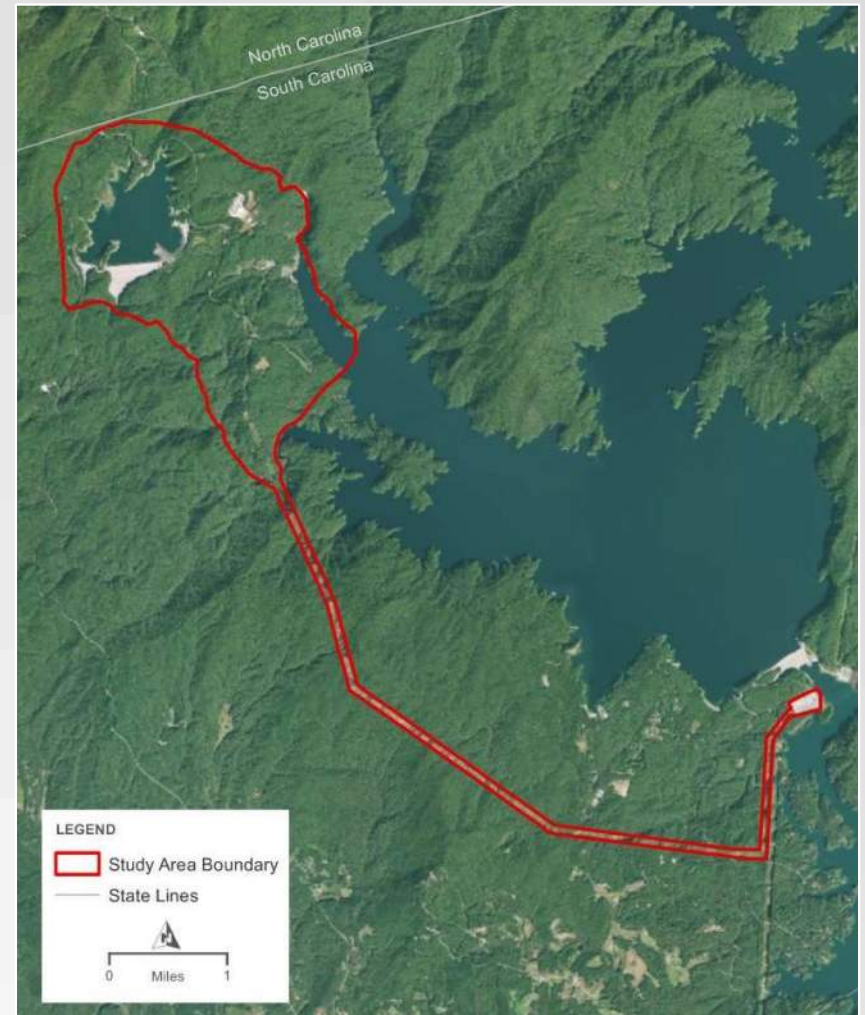 North Carolina
South Carolina
LEGEND
Study Area Boundary
State Lines
0 Miles 1